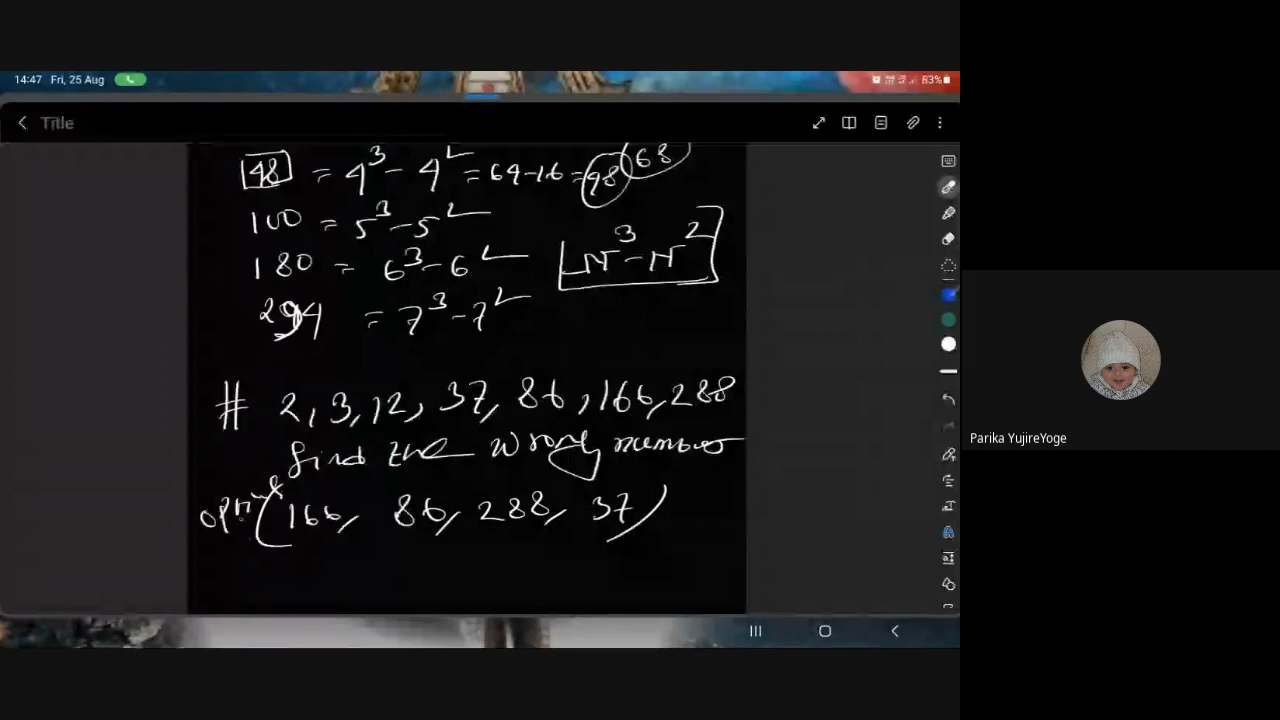 14:47 Fri, 25 Aug 83%
Title
48 = 4³ - 4² = 64-16 = 48 68
100 = 5³-5²
180 = 6³-6² N³-N²
294 = 7³-7²
# 2, 3, 12, 37, 86, 166, 288
find the wrong number
(166, 86, 288, 37)
Parika YujireYoge